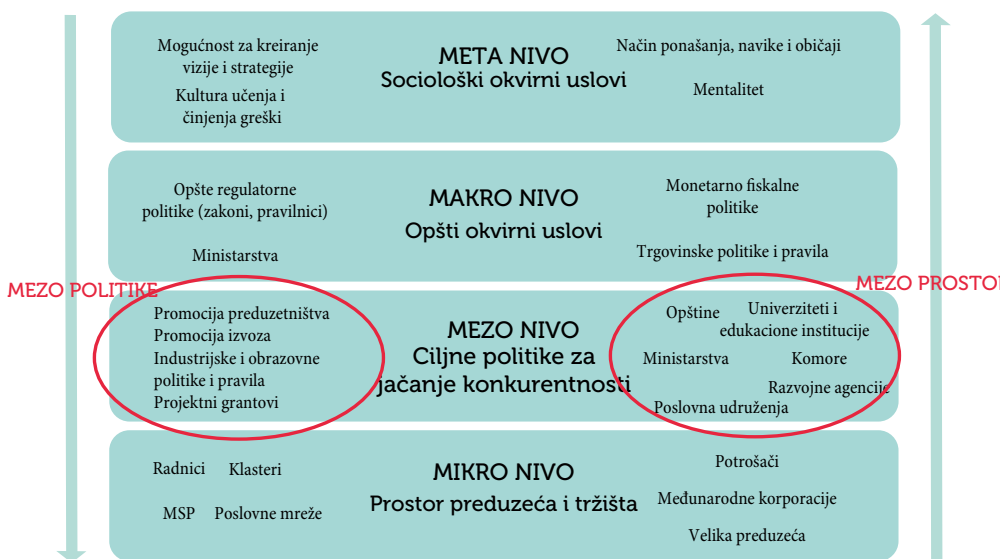 Mogućnost za kreiranje
vizije i strategije
Kultura učenja i
činjenja greški
META NIVO
Sociološki okvirni uslovi
Način ponašanja, navike i običaji
Mentalitet
Opšte regulatorne
politike (zakoni, pravilnici)
Ministarstva
MAKRO NIVO
Opšti okvirni uslovi
Monetarno fiskalne
politike
Trgovinske politike i pravila
MEZO POLITIKE
MEZO PROSTOR
Promocija preduzetništva
Promocija izvoza
Industrijske i obrazovne
politike i pravila
Projektni grantovi
MEZO NIVO
Ciljne politike za
jačanje konkurentnosti
Opštine
Univerziteti i
edukacione institucije
Ministarstva
Komore
Razvojne agencije
Poslovna udruženja
Radnici
Klasteri
MSP
Poslovne mreže
MIKRO NIVO
Prostor preduzeća i tržišta
Potrošači
Međunarodne korporacije
Velika preduzeća